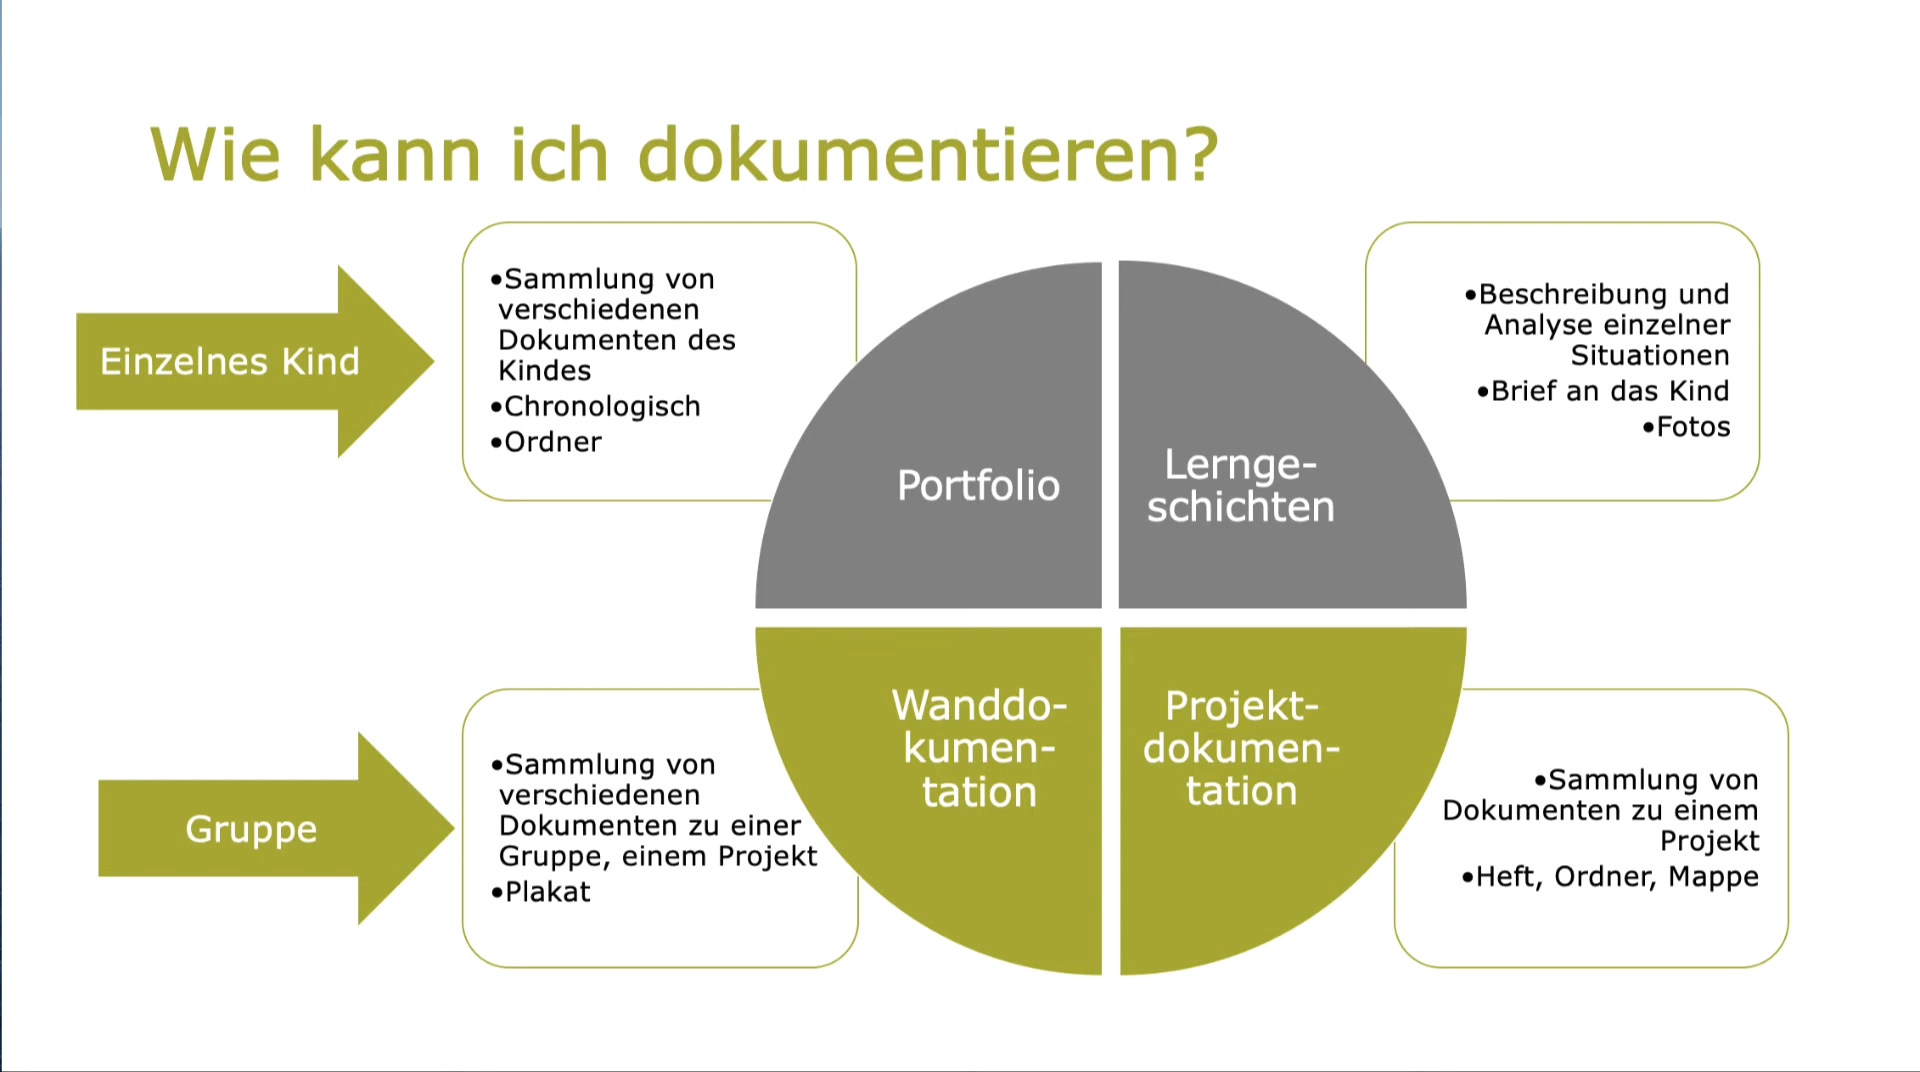 Wie kann ich dokumentieren?
Einzelnes Kind
•Sammlung von
verschiedenen
Dokumenten des
Kindes
•Chronologisch
•Ordner
Portfolio
Lernge-
schichten
•Beschreibung und
Analyse einzelner
Situationen
•Brief an das Kind
•Fotos
Gruppe
•Sammlung von
verschiedenen
Dokumenten zu einer
Gruppe, einem Projekt
•Plakat
Wanddo-
kumen-
tation
Projekt-
dokumen-
tation
•Sammlung von
Dokumenten zu einem
Projekt
•Heft, Ordner, Mappe